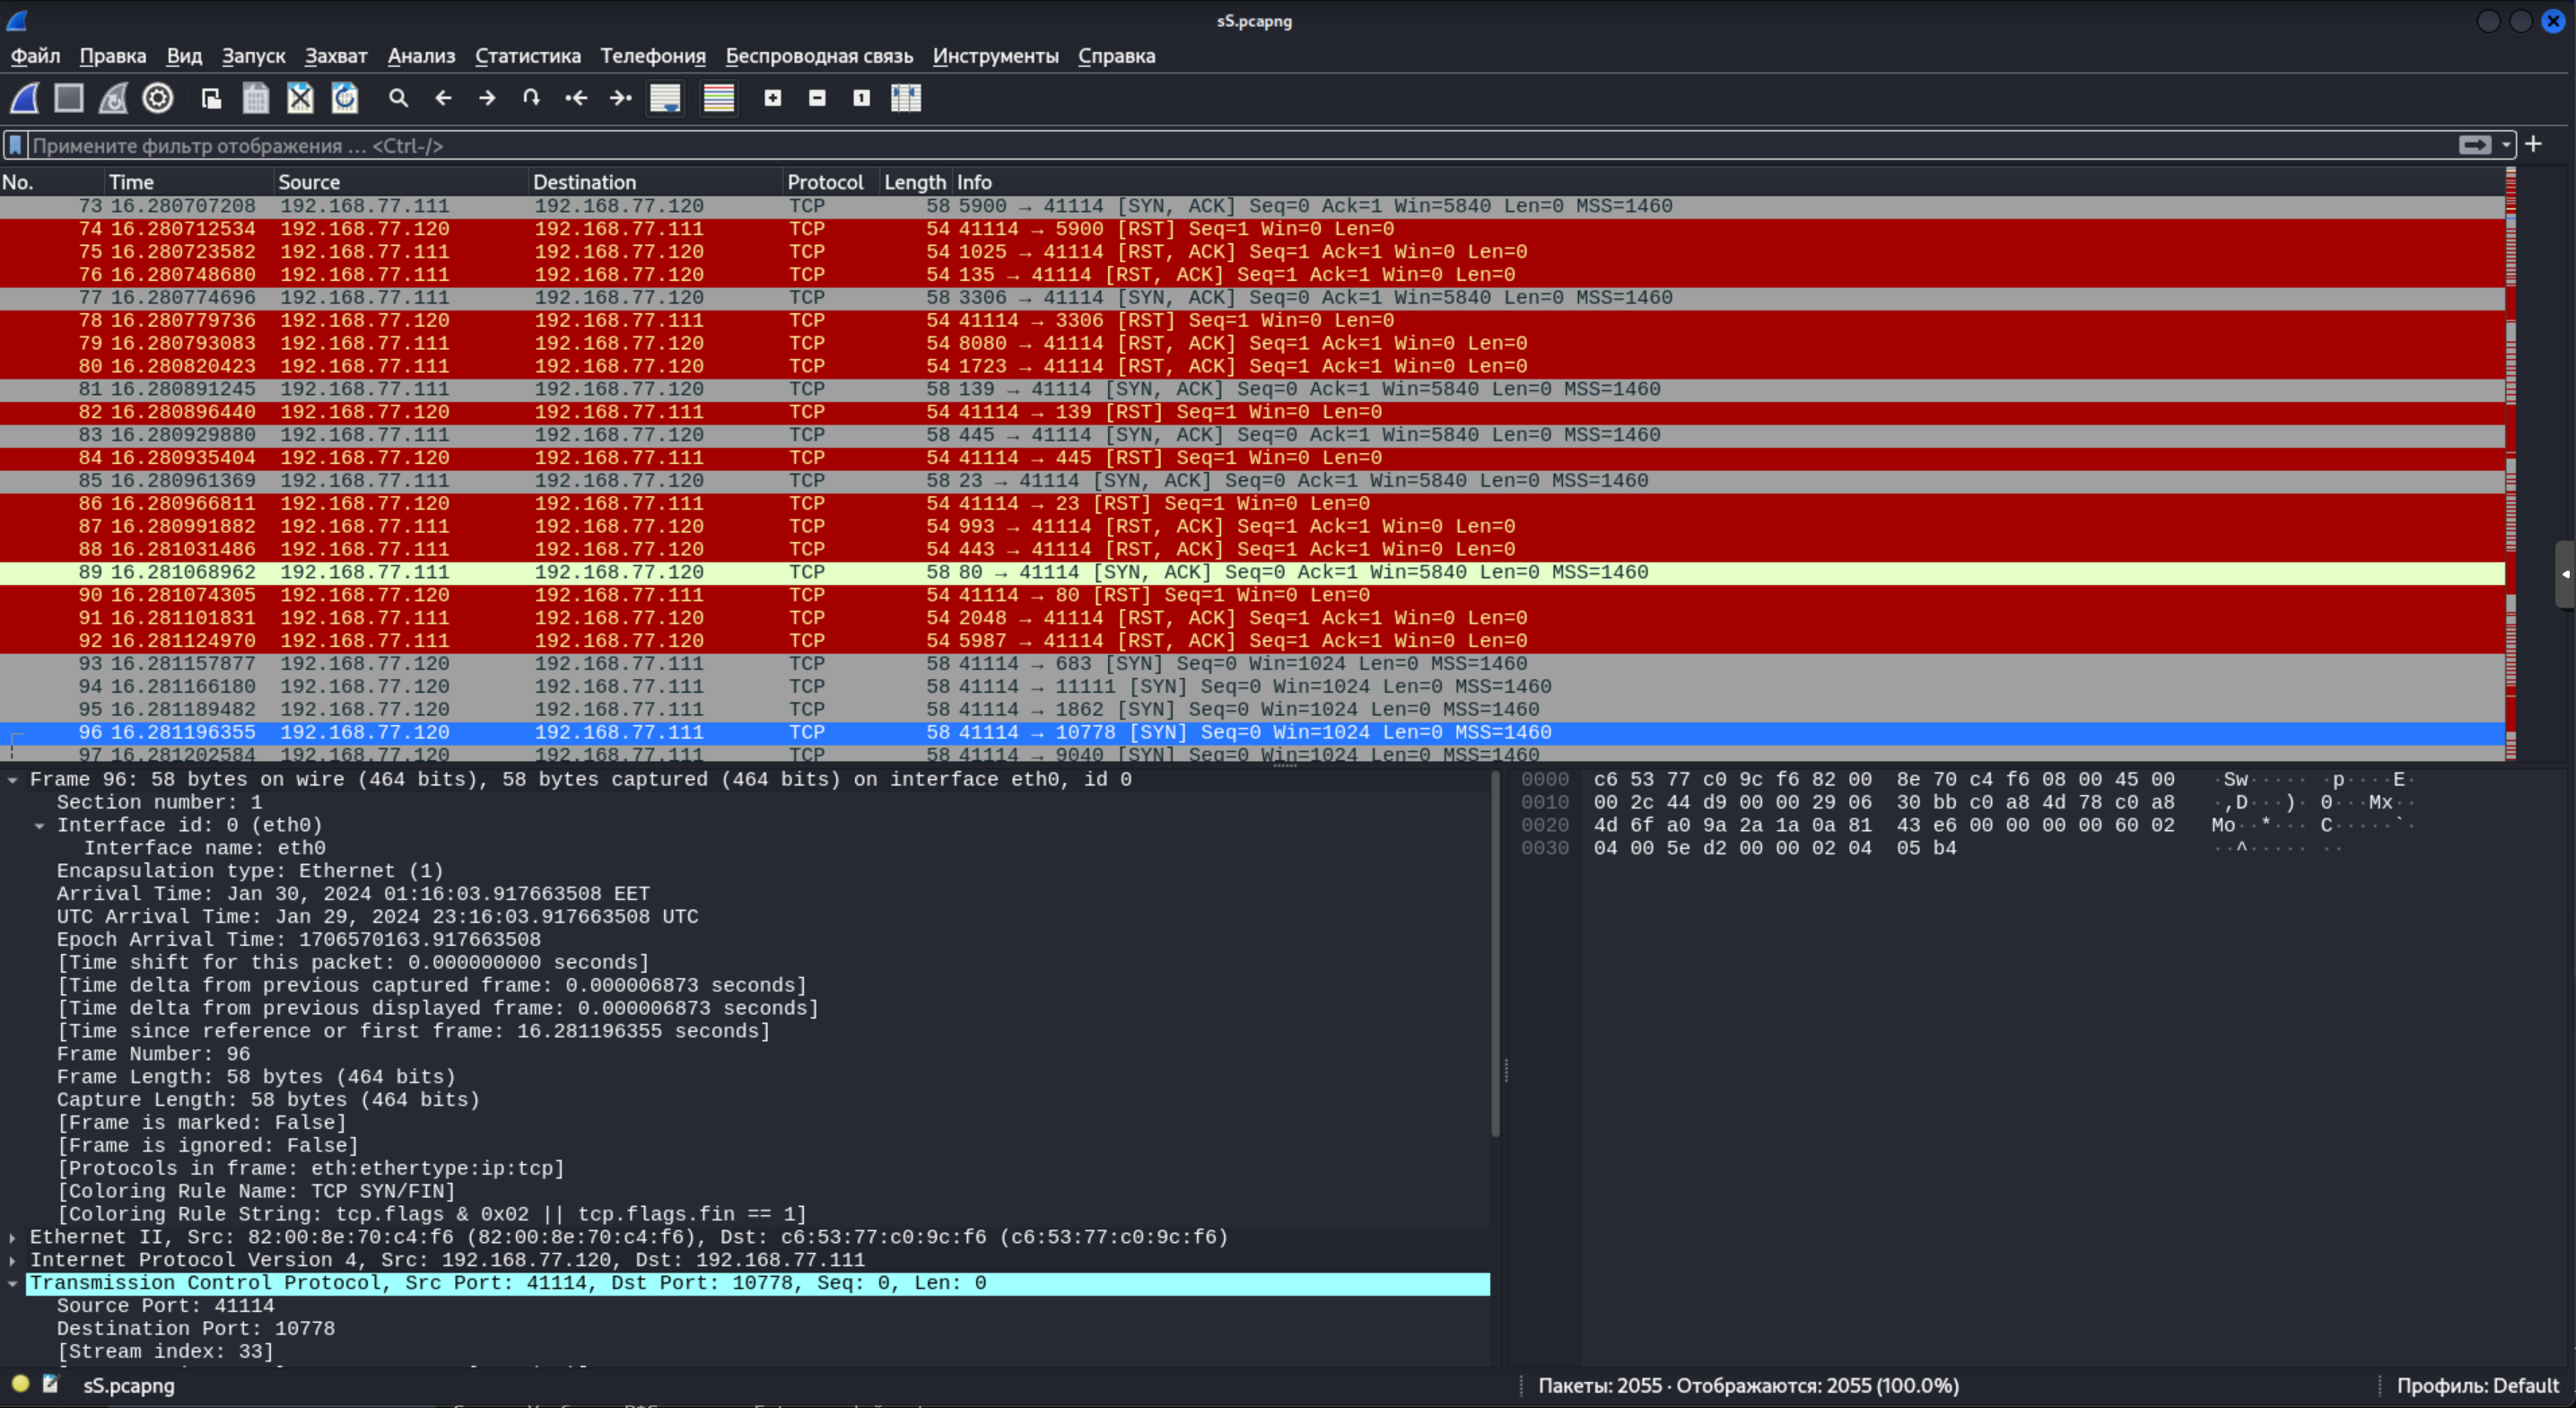 sS.pcapng
Файл Правка Вид Запуск Захват Анализ Статистика Телефония Беспроводная связь Инструменты Справка
Примените фильтр отображения ... <Ctrl-/>
No. Time Source Destination Protocol Length Info
73 16.280707208 192.168.77.111 192.168.77.120 TCP 58 5900 → 41114 [SYN, ACK] Seq=0 Ack=1 Win=5840 Len=0 MSS=1460
74 16.280712534 192.168.77.120 192.168.77.111 TCP 54 41114 → 5900 [RST] Seq=1 Win=0 Len=0
75 16.280723582 192.168.77.111 192.168.77.120 TCP 54 1025 → 41114 [RST, ACK] Seq=1 Ack=1 Win=0 Len=0
76 16.280748680 192.168.77.111 192.168.77.120 TCP 54 135 → 41114 [RST, ACK] Seq=1 Ack=1 Win=0 Len=0
77 16.280774696 192.168.77.111 192.168.77.120 TCP 58 3306 → 41114 [SYN, ACK] Seq=0 Ack=1 Win=5840 Len=0 MSS=1460
78 16.280779736 192.168.77.120 192.168.77.111 TCP 54 41114 → 3306 [RST] Seq=1 Win=0 Len=0
79 16.280793083 192.168.77.111 192.168.77.120 TCP 54 8080 → 41114 [RST, ACK] Seq=1 Ack=1 Win=0 Len=0
80 16.280820423 192.168.77.111 192.168.77.120 TCP 54 1723 → 41114 [RST, ACK] Seq=1 Ack=1 Win=0 Len=0
81 16.280891245 192.168.77.111 192.168.77.120 TCP 58 139 → 41114 [SYN, ACK] Seq=0 Ack=1 Win=5840 Len=0 MSS=1460
82 16.280896440 192.168.77.120 192.168.77.111 TCP 54 41114 → 139 [RST] Seq=1 Win=0 Len=0
83 16.280929880 192.168.77.111 192.168.77.120 TCP 58 445 → 41114 [SYN, ACK] Seq=0 Ack=1 Win=5840 Len=0 MSS=1460
84 16.280935404 192.168.77.120 192.168.77.111 TCP 54 41114 → 445 [RST] Seq=1 Win=0 Len=0
85 16.280961369 192.168.77.111 192.168.77.120 TCP 58 23 → 41114 [SYN, ACK] Seq=0 Ack=1 Win=5840 Len=0 MSS=1460
86 16.280966811 192.168.77.120 192.168.77.111 TCP 54 41114 → 23 [RST] Seq=1 Win=0 Len=0
87 16.280991882 192.168.77.111 192.168.77.120 TCP 54 993 → 41114 [RST, ACK] Seq=1 Ack=1 Win=0 Len=0
88 16.281031486 192.168.77.111 192.168.77.120 TCP 54 443 → 41114 [RST, ACK] Seq=1 Ack=1 Win=0 Len=0
89 16.281068962 192.168.77.111 192.168.77.120 TCP 58 80 → 41114 [SYN, ACK] Seq=0 Ack=1 Win=5840 Len=0 MSS=1460
90 16.281074305 192.168.77.120 192.168.77.111 TCP 54 41114 → 80 [RST] Seq=1 Win=0 Len=0
91 16.281101831 192.168.77.111 192.168.77.120 TCP 54 2048 → 41114 [RST, ACK] Seq=1 Ack=1 Win=0 Len=0
92 16.281124970 192.168.77.111 192.168.77.120 TCP 54 5987 → 41114 [RST, ACK] Seq=1 Ack=1 Win=0 Len=0
93 16.281157877 192.168.77.120 192.168.77.111 TCP 58 41114 → 683 [SYN] Seq=0 Win=1024 Len=0 MSS=1460
94 16.281166180 192.168.77.120 192.168.77.111 TCP 58 41114 → 11111 [SYN] Seq=0 Win=1024 Len=0 MSS=1460
95 16.281189482 192.168.77.120 192.168.77.111 TCP 58 41114 → 1862 [SYN] Seq=0 Win=1024 Len=0 MSS=1460
96 16.281196355 192.168.77.120 192.168.77.111 TCP 58 41114 → 10778 [SYN] Seq=0 Win=1024 Len=0 MSS=1460
97 16.281202584 192.168.77.120 192.168.77.111 TCP 58 41114 → 9040 [SYN] Seq=0 Win=1024 Len=0 MSS=1460
Frame 96: 58 bytes on wire (464 bits), 58 bytes captured (464 bits) on interface eth0, id 0
Section number: 1
Interface id: 0 (eth0)
Interface name: eth0
Encapsulation type: Ethernet (1)
Arrival Time: Jan 30, 2024 01:16:03.917663508 EET
UTC Arrival Time: Jan 29, 2024 23:16:03.917663508 UTC
Epoch Arrival Time: 1706570163.917663508
[Time shift for this packet: 0.000000000 seconds]
[Time delta from previous captured frame: 0.000006873 seconds]
[Time delta from previous displayed frame: 0.000006873 seconds]
[Time since reference or first frame: 16.281196355 seconds]
Frame Number: 96
Frame Length: 58 bytes (464 bits)
Capture Length: 58 bytes (464 bits)
[Frame is marked: False]
[Frame is ignored: False]
[Protocols in frame: eth:ethertype:ip:tcp]
[Coloring Rule Name: TCP SYN/FIN]
[Coloring Rule String: tcp.flags & 0x02 || tcp.flags.fin == 1]
Ethernet II, Src: 82:00:8e:70:c4:f6 (82:00:8e:70:c4:f6), Dst: c6:53:77:c0:9c:f6 (c6:53:77:c0:9c:f6)
Internet Protocol Version 4, Src: 192.168.77.120, Dst: 192.168.77.111
Transmission Control Protocol, Src Port: 41114, Dst Port: 10778, Seq: 0, Len: 0
Source Port: 41114
Destination Port: 10778
[Stream index: 33]
0000 c6 53 77 c0 9c f6 82 00 8e 70 c4 f6 08 00 45 00 ·Sw····· ·p····E·
0010 00 2c 44 d9 00 00 29 06 30 bb c0 a8 4d 78 c0 a8 ·,D···)· 0···Mx··
0020 4d 6f a0 9a 2a 1a 0a 81 43 e6 00 00 00 00 60 02 Mo··*··· C·····`·
0030 04 00 5e d2 00 00 02 04 05 b4 ··^····· ··
sS.pcapng Пакеты: 2055 · Отображаются: 2055 (100.0%) Профиль: Default